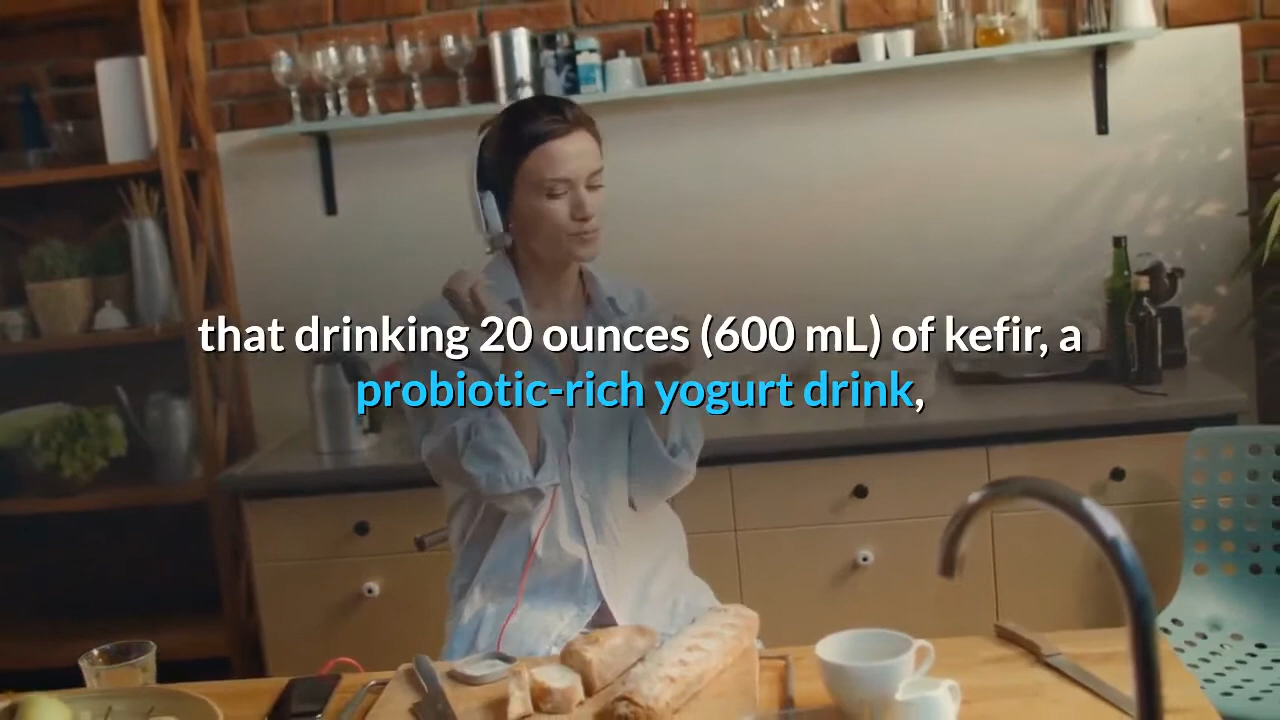 that drinking 20 ounces (600 mL) of kefir, a
probiotic-rich yogurt drink,